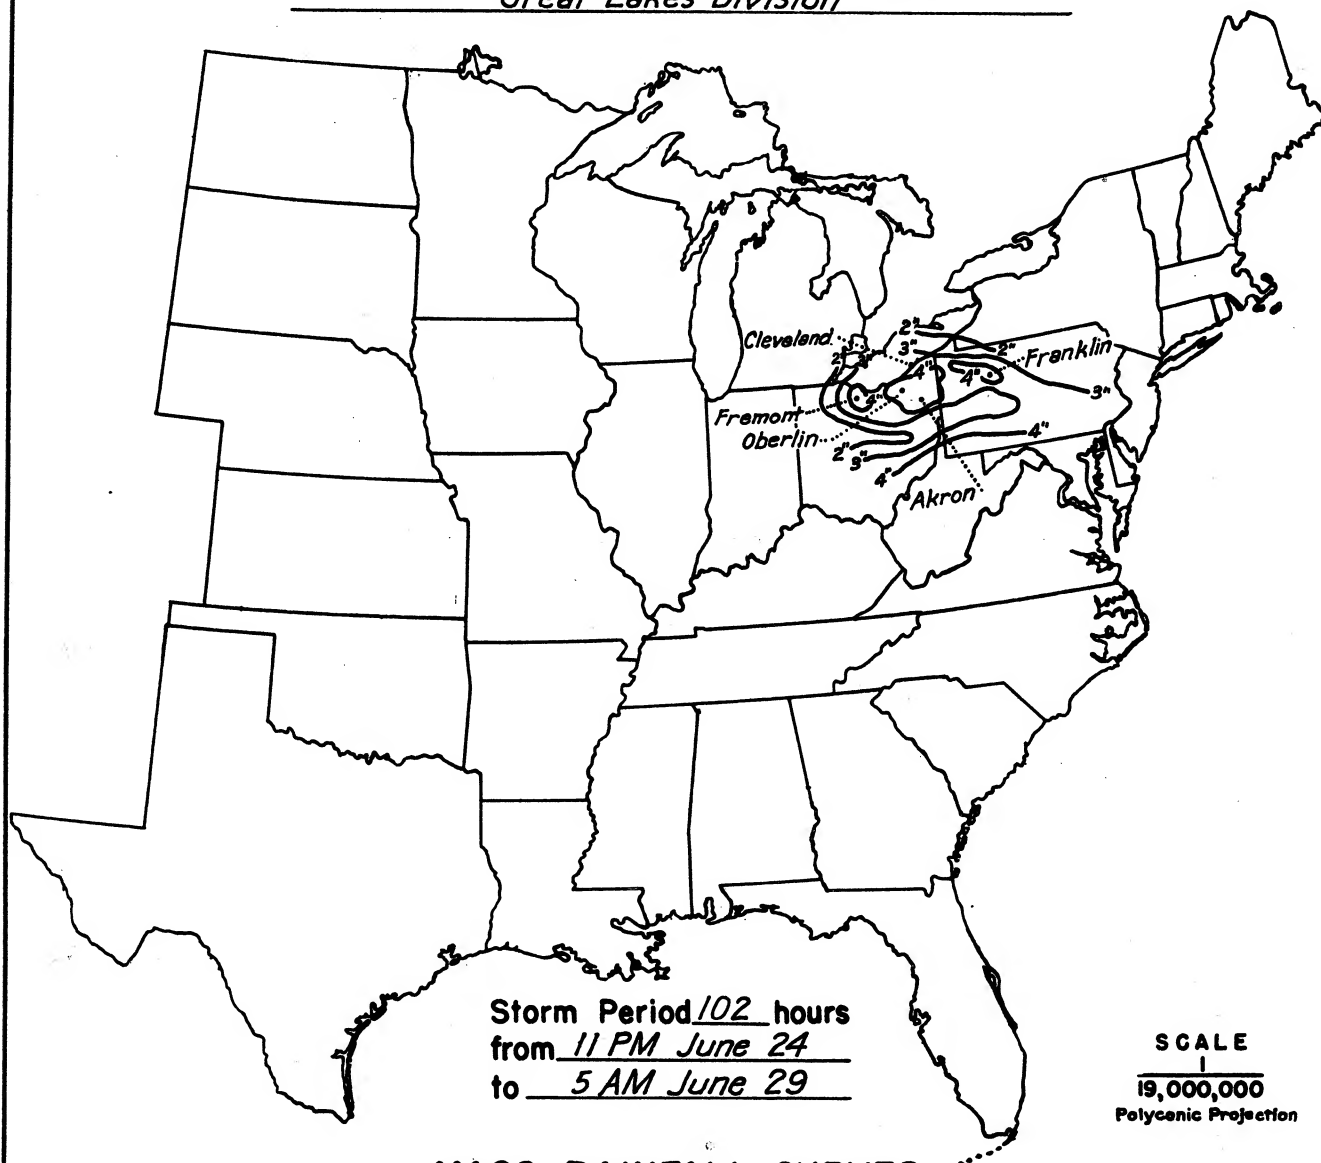 Great Lakes Division
2"
Cleveland
3"
2"
Franklin
2"
4"
4"
3"
Fremont
4"
Oberlin
4"
2"
3"
4"
Akron
Storm Period 102 hours
from 11 PM June 24
to 5 AM June 29
SCALE
1
19,000,000
Polyconic Projection
MASS RAINFALL CURVES